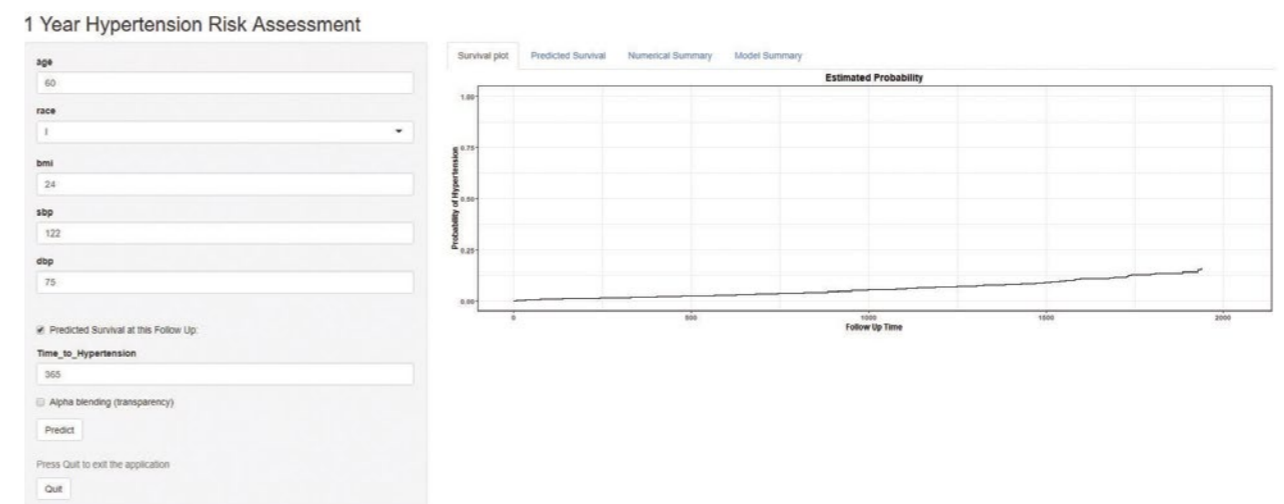 1 Year Hypertension Risk Assessment
age
60
race
I
bmi
24
sbp
122
dbp
75
Predicted Survival at this Follow Up:
Time_to_Hypertension
365
Alpha blending (transparency)
Predict
Press Quit to exit the application
Quit
Survival plot Predicted Survival Numerical Summary Model Summary
Estimated Probability
Probability of Hypertension
1.00
0.75
0.50
0.25
0.00
0 500 1000 1500 2000
Follow Up Time